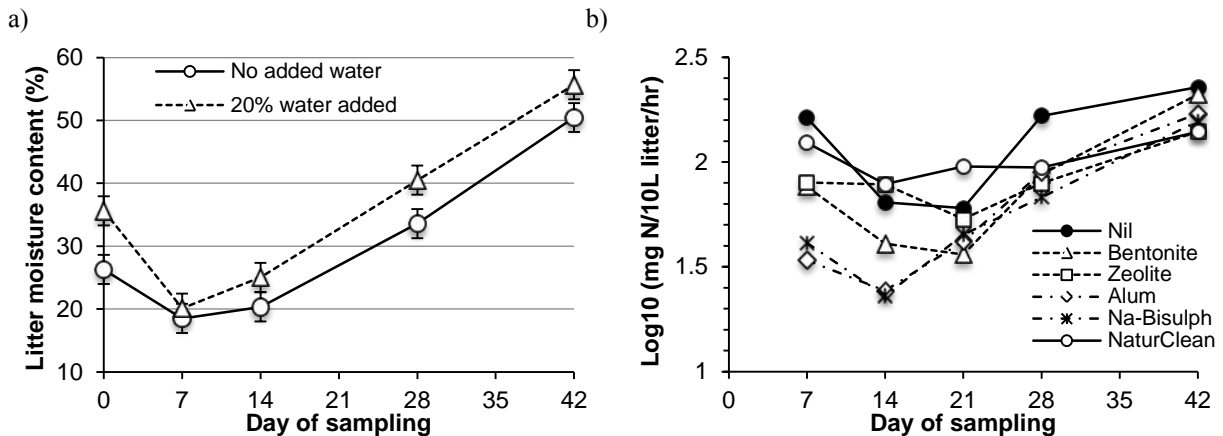 a)
Litter moisture content (%)
60
50
40
30
20
10
No added water
20% water added
0 7 14 21 28 35 42
Day of sampling
b)
Log10 (mg N/10L litter/hr)
2.5
2
1.5
1
Nil
Bentonite
Zeolite
Alum
Na-Bisulph
NaturClean
0 7 14 21 28 35 42
Day of sampling